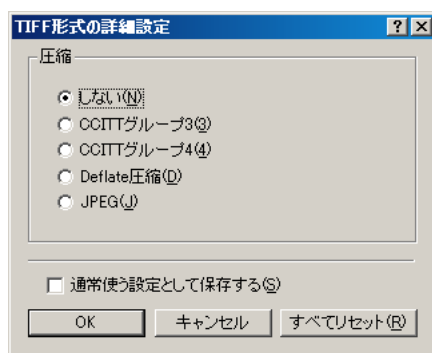 TIFF形式の詳細設定
圧縮
しない(N)
CCITTグループ3(3)
CCITTグループ4(4)
Deflate圧縮(D)
JPEG(J)
通常使う設定として保存する(S)
OK キャンセル すべてリセット(R)